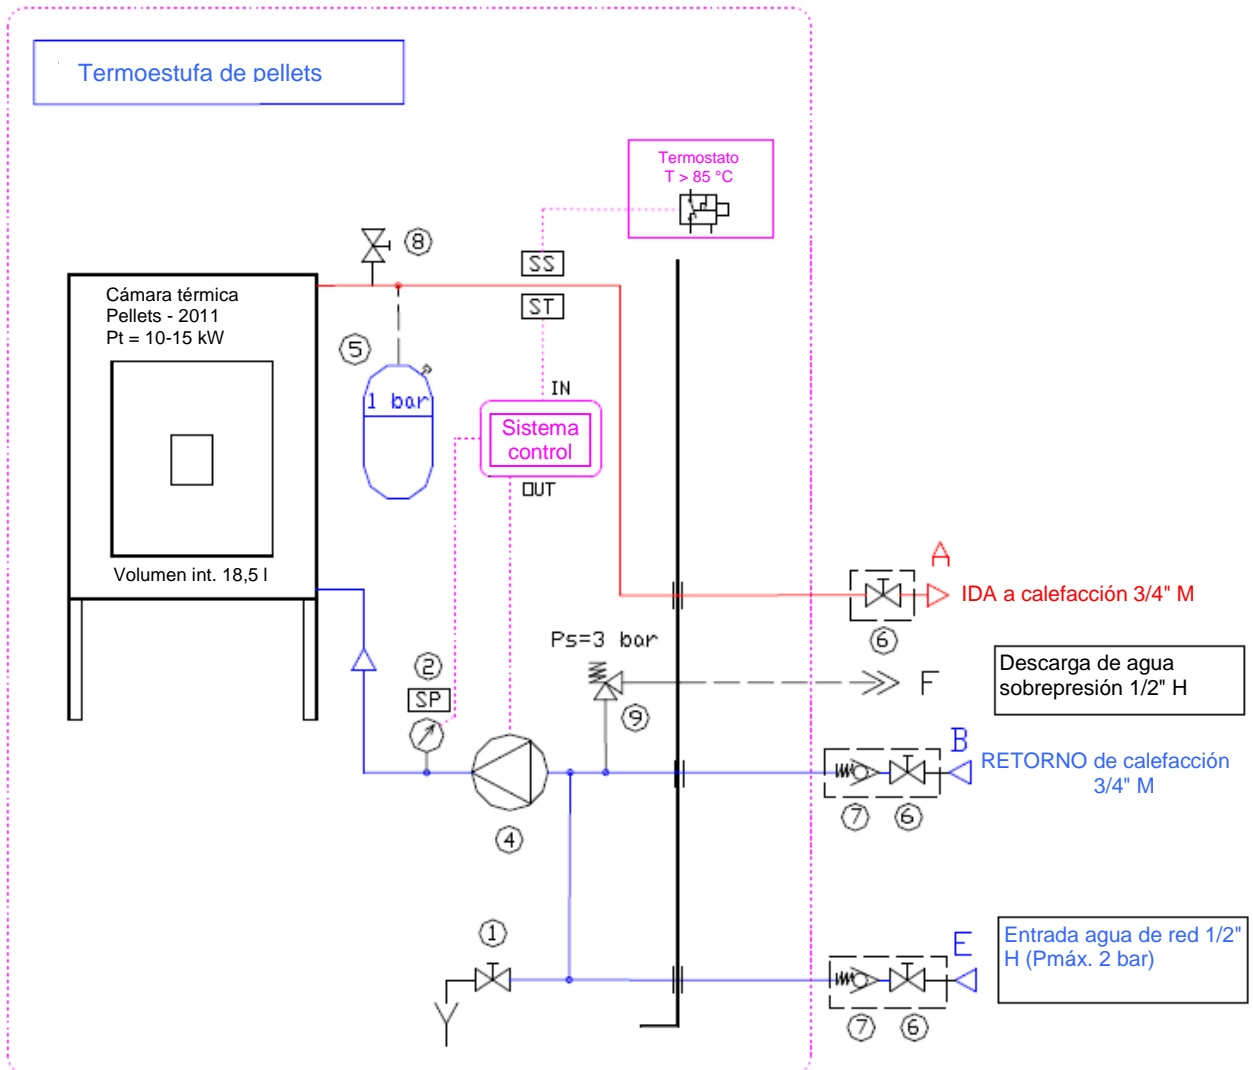 Termoestufa de pellets
Termostato
T > 85 °C
8
SS
ST
Cámara térmica
Pellets - 2011
Pt = 10-15 kW
5
1 bar
IN
Sistema
control
OUT
Volumen int. 18,5 l
A
IDA a calefacción 3/4" M
6
Ps=3 bar
2
SP
9
F
Descarga de agua
sobrepresión 1/2" H
B
RETORNO de calefacción
3/4" M
7
6
4
1
E
Entrada agua de red 1/2"
H (Pmáx. 2 bar)
7
6